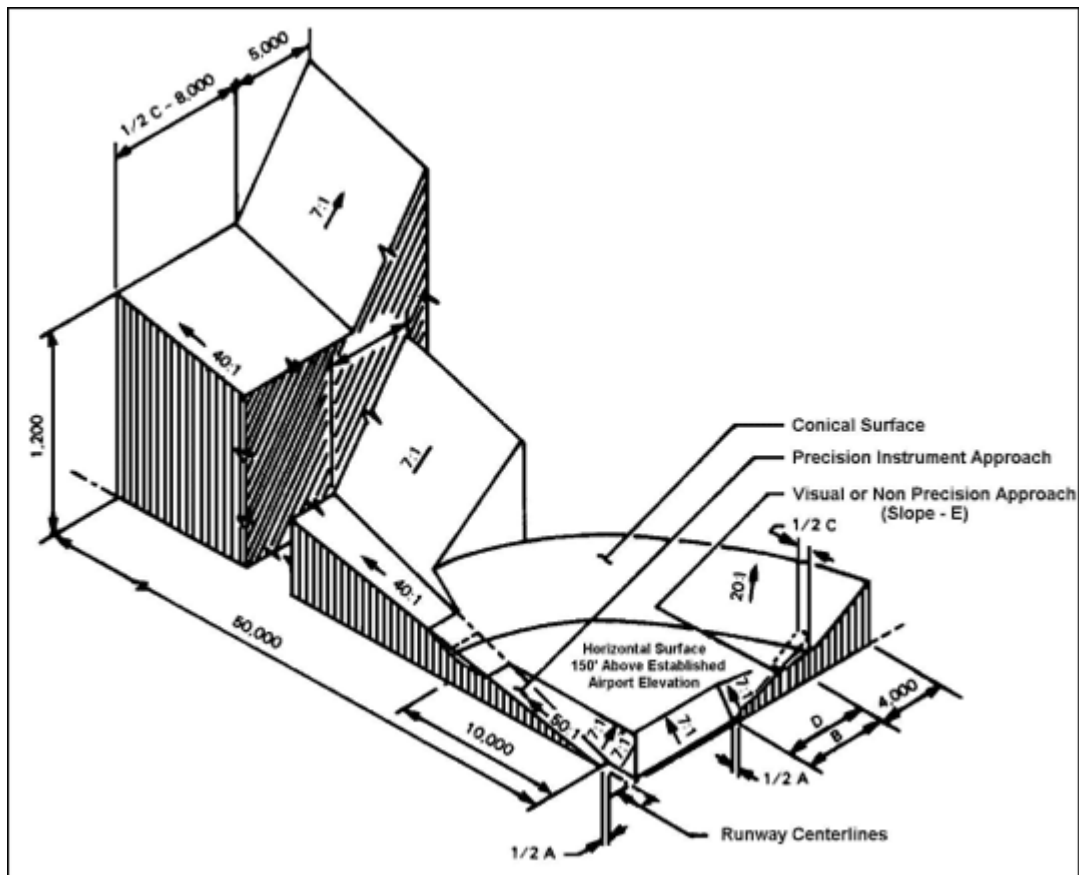 5,000
1/2 C - 8,000
7:1
40:1
1,200
7:1
Conical Surface
Precision Instrument Approach
Visual or Non Precision Approach
(Slope - E)
1/2 C
40:1
20:1
Horizontal Surface
150' Above Established
Airport Elevation
50,000
50:1
7:1
7:1
7:1
7:1
4,000
D
B
10,000
1/2 A
Runway Centerlines
1/2 A